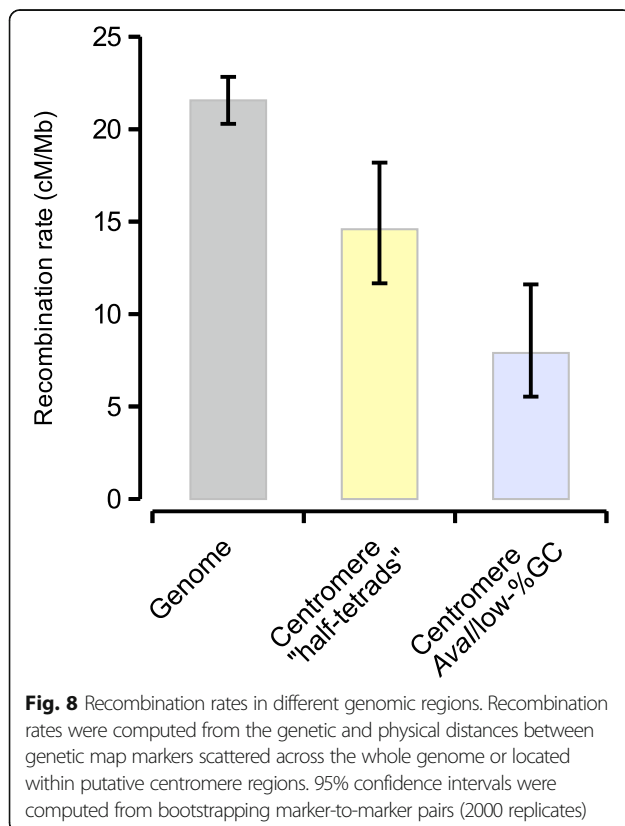 25
20
15
10
5
0
Recombination rate (cM/Mb)
Genome
Centromere
"half-tetrads"
Centromere
AvaI/low-%GC
Fig. 8 Recombination rates in different genomic regions. Recombination
rates were computed from the genetic and physical distances between
genetic map markers scattered across the whole genome or located
within putative centromere regions. 95% confidence intervals were
computed from bootstrapping marker-to-marker pairs (2000 replicates)